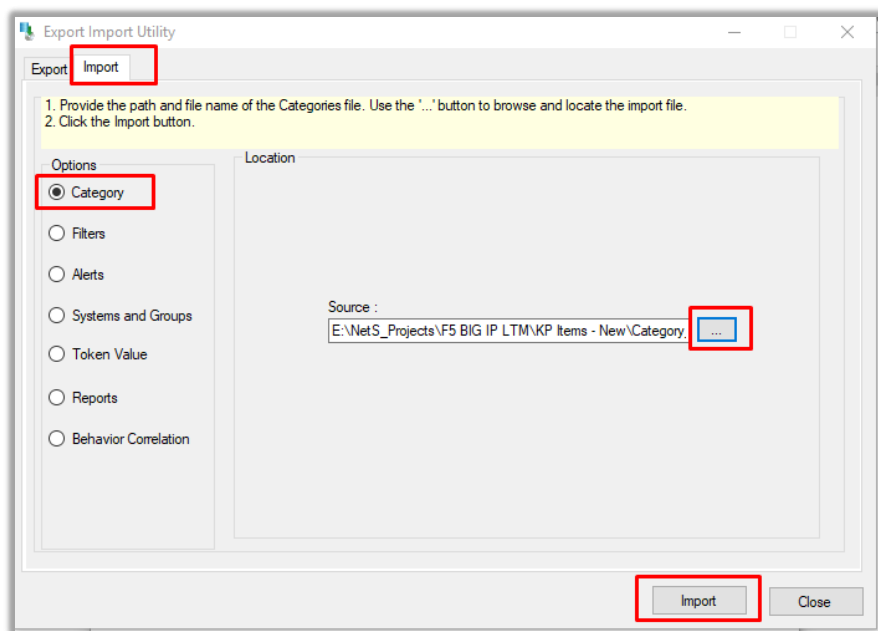 Export Import Utility
Export
Import
1. Provide the path and file name of the Categories file. Use the '...' button to browse and locate the import file.
2. Click the Import button.
Options
Location
Category
Filters
Alerts
Systems and Groups
Token Value
Reports
Behavior Correlation
Source :
E:\NetS_Projects\F5 BIG IP LTM\KP Items - New\Category_
...
Import
Close